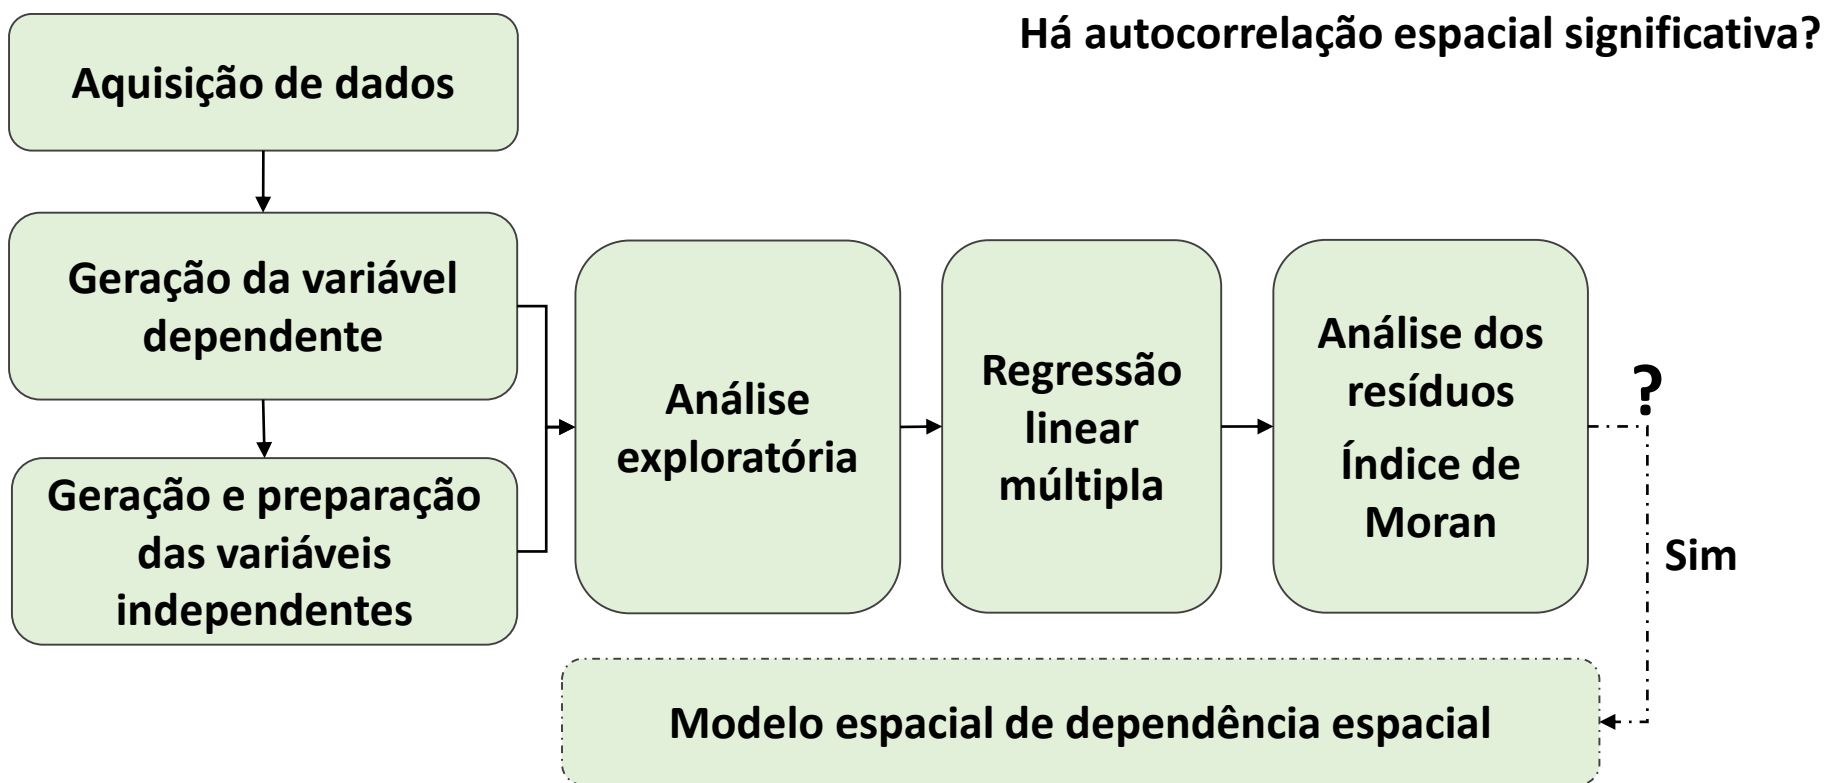 Há autocorrelação espacial significativa?
Aquisição de dados
Geração da variável
dependente
Geração e preparação
das variáveis
independentes
Análise
exploratória
Regressão
linear
múltipla
Análise dos
resíduos
Índice de
Moran
?
Sim
Modelo espacial de dependência espacial